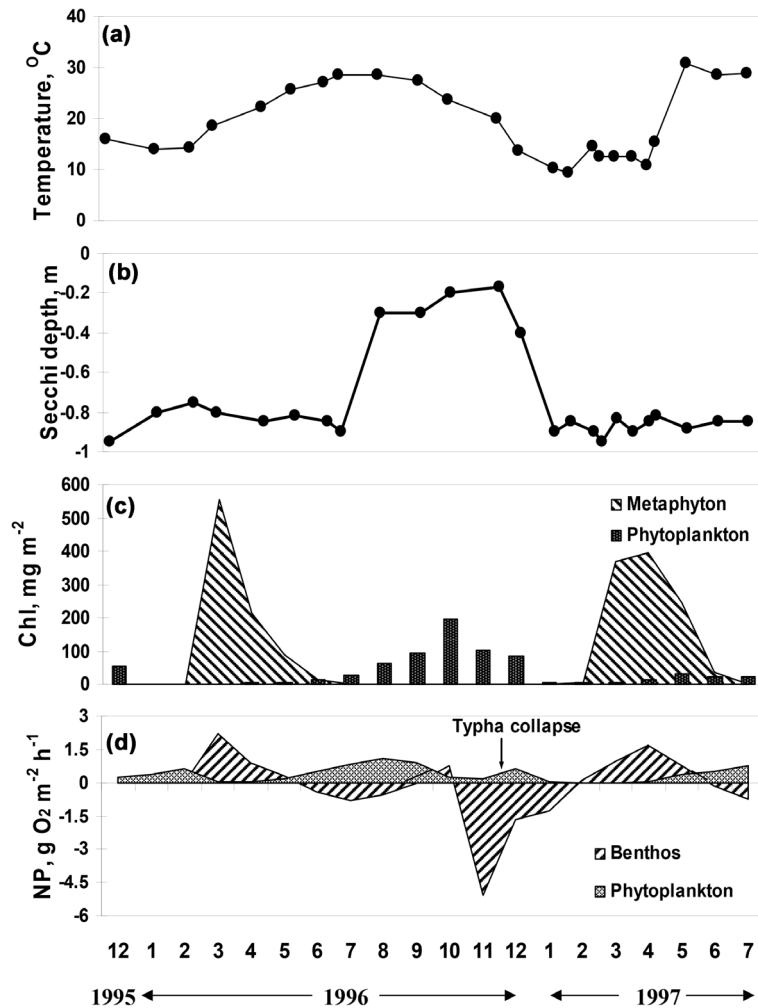 (a)
Temperature, °C
40
30
20
10
0
(b)
Secchi depth, m
0
-0.2
-0.4
-0.6
-0.8
-1
(c)
Chl, mg m⁻²
600
500
400
300
200
100
0
Metaphyton
Phytoplankton
(d)
NP, g O₂ m⁻² h⁻¹
3
1.5
0
-1.5
-3
-4.5
-6
Typha collapse
Benthos
Phytoplankton
12 1 2 3 4 5 6 7 8 9 10 11 12 1 2 3 4 5 6 7
1995 1996 1997